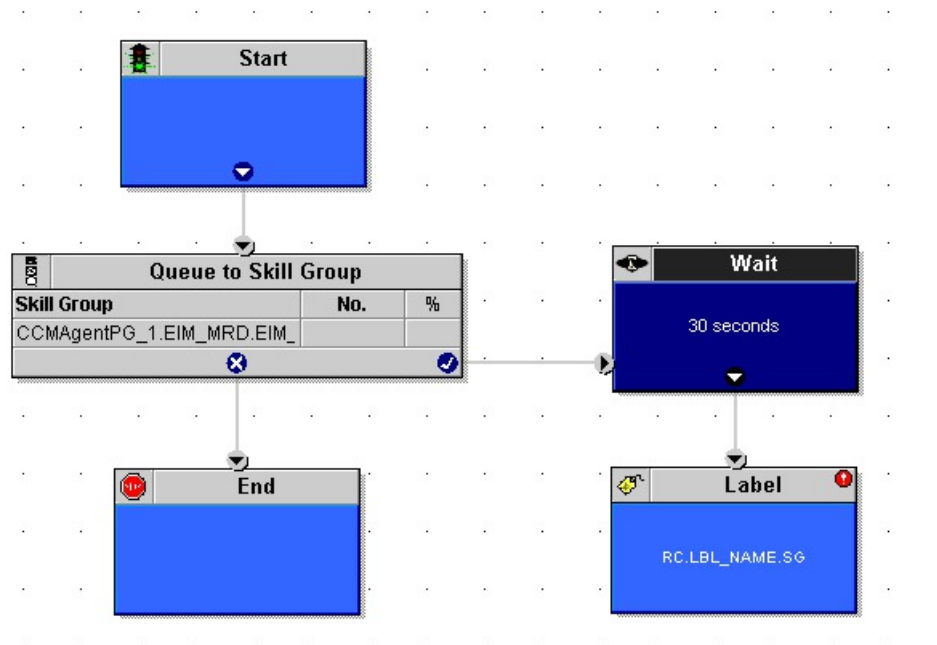 Start
Queue to Skill Group
Skill Group No. %
CCMAgentPG_1.EIM_MRD.EIM_
Wait
30 seconds
End
Label
RC.LBL_NAME.SG